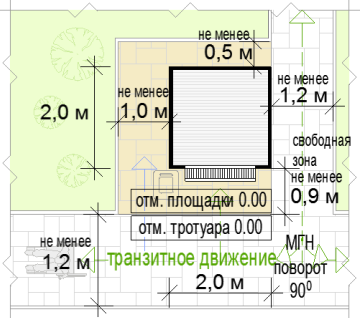 не менее
0,5 м
не менее
1,2 м
не менее
1,0 м
2,0 м
свободная
зона
не менее
0,9 м
отм. площадки 0.00
отм. тротуара 0.00
не менее
1,2 м
транзитное движение
МГН
поворот
90⁰
2,0 м